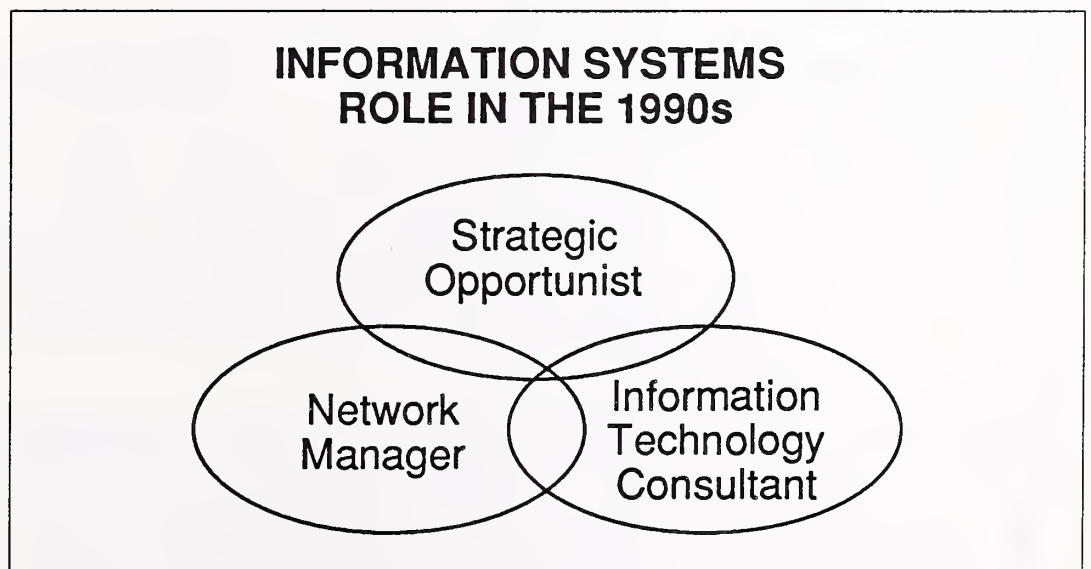 INFORMATION SYSTEMS
ROLE IN THE 1990s
Strategic
Opportunist
Network
Manager
Information
Technology
Consultant